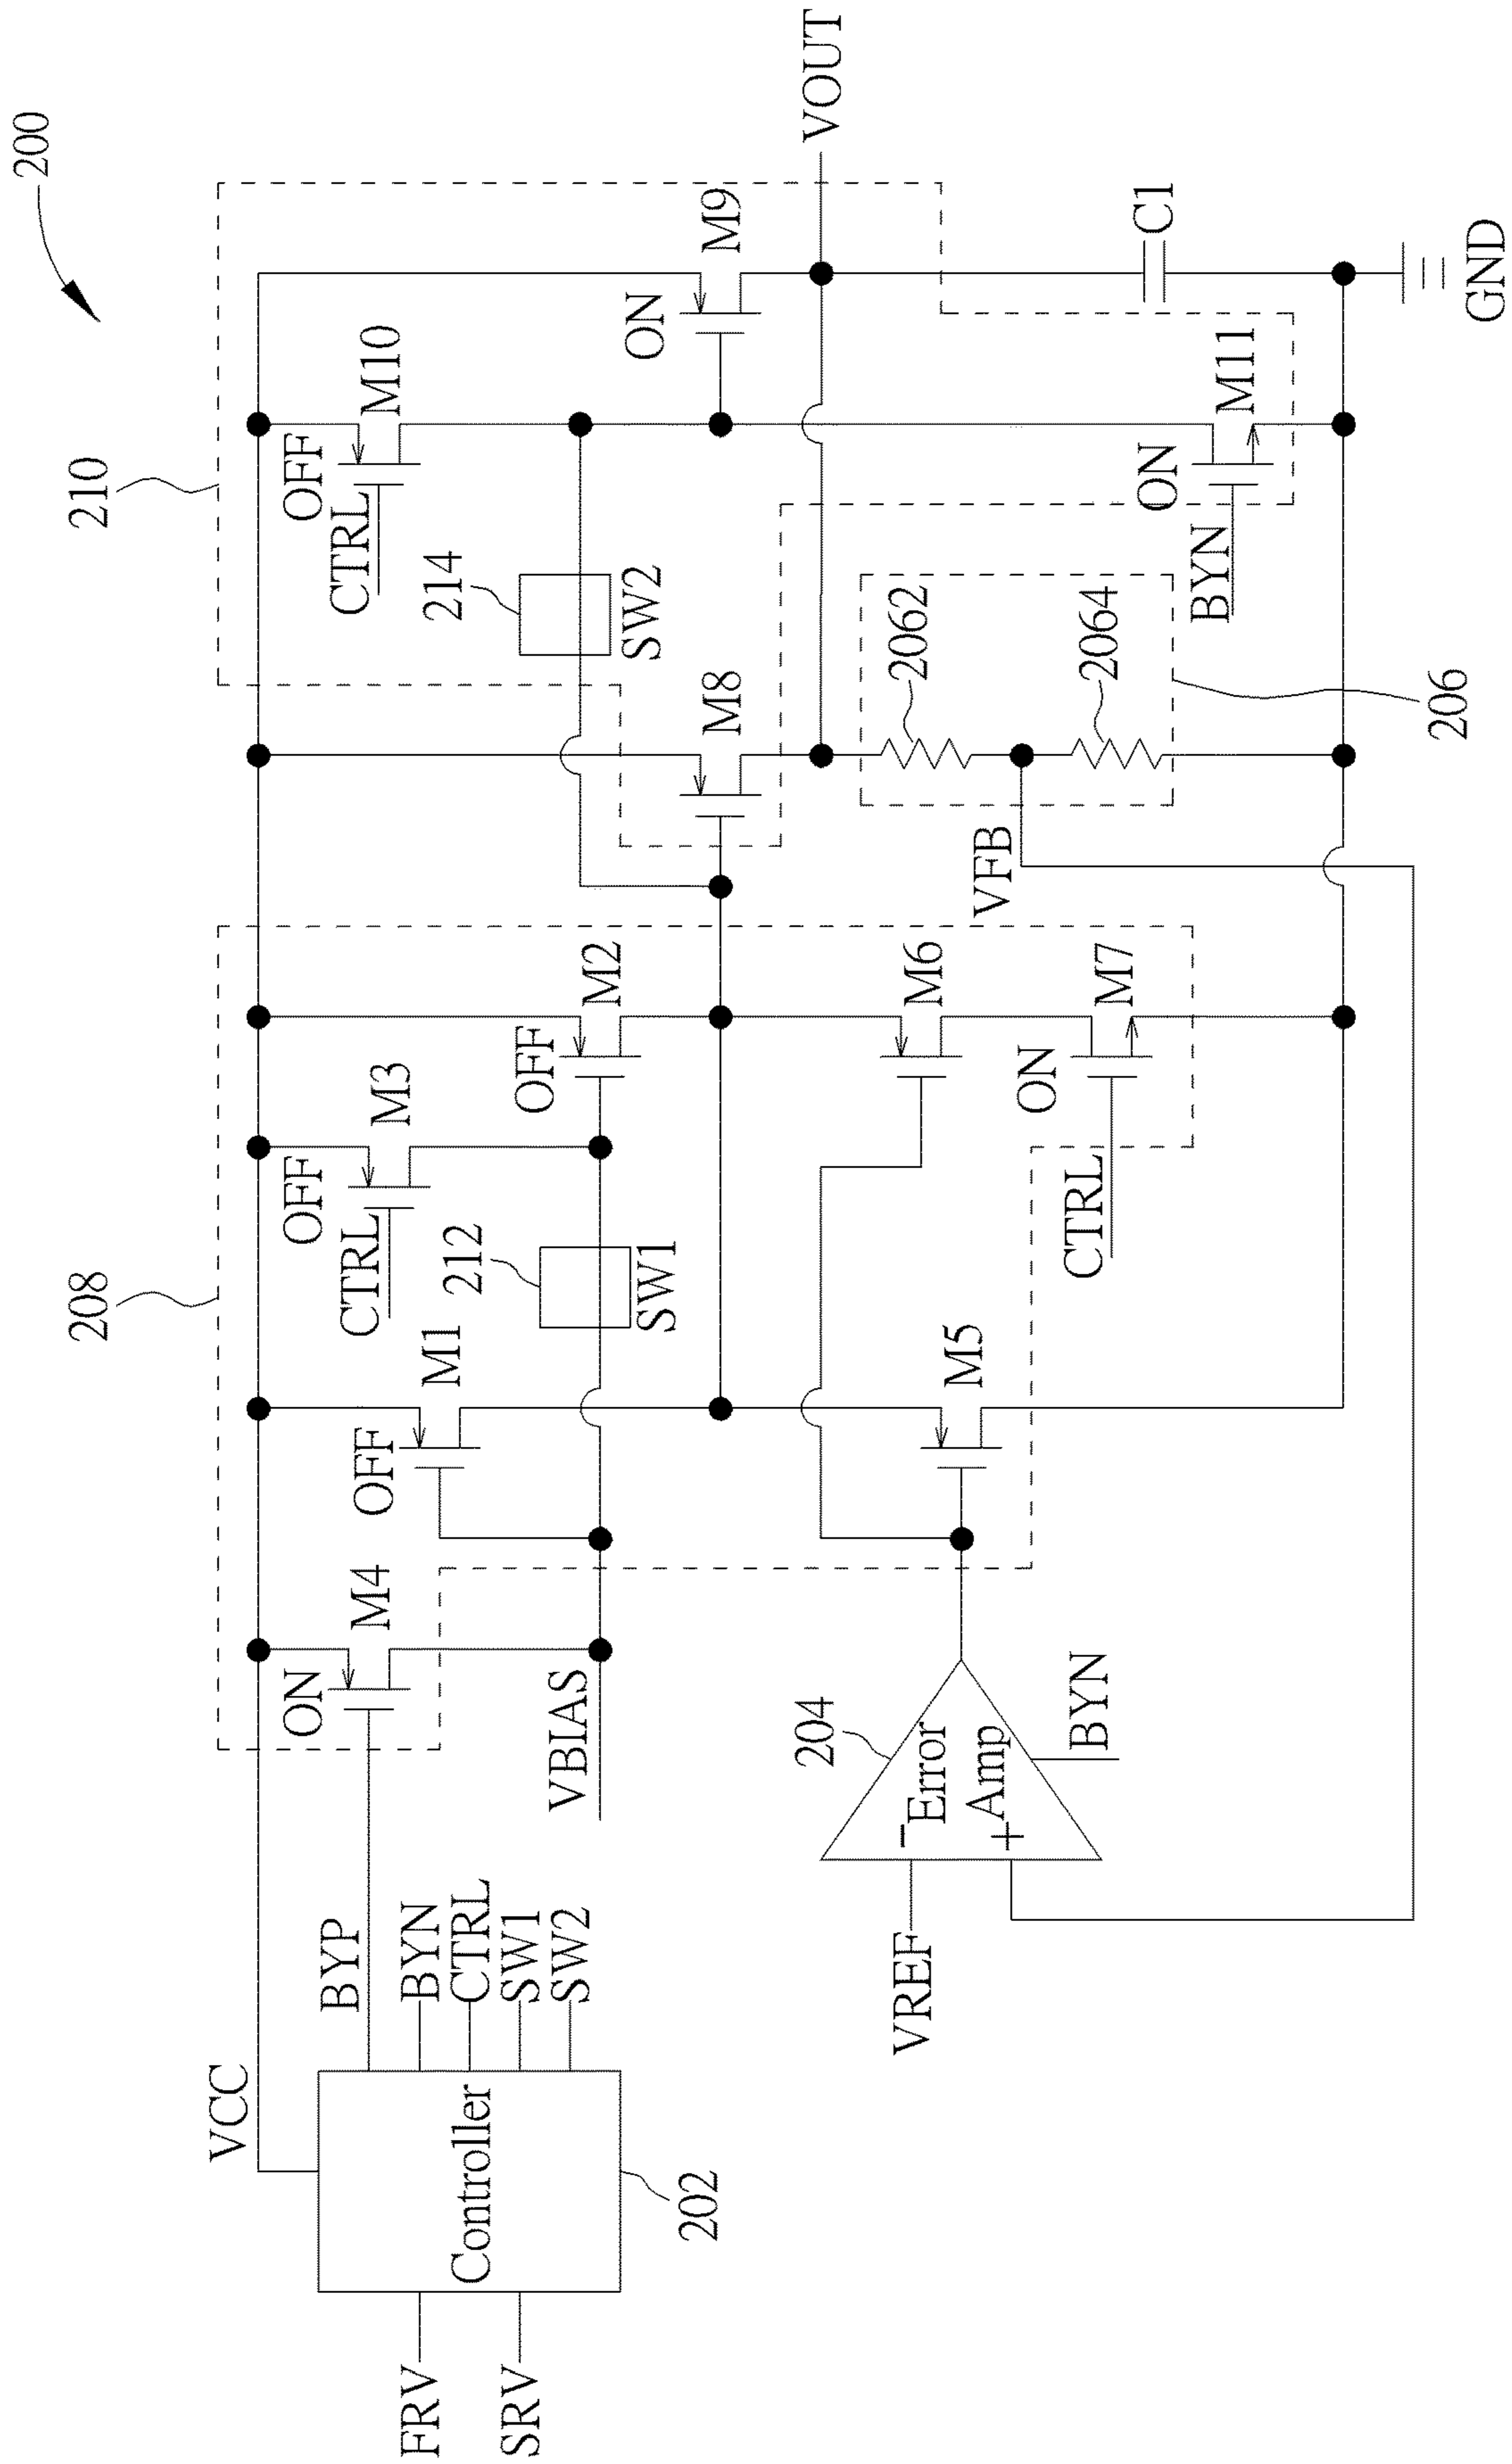 200
208
210
VCC
BYP
BYN
CTRL
SW1
SW2
FRV
SRV
Controller
202
ON
M4
VBIAS
OFF
M1
212
SW1
OFF
CTRL
M3
OFF
M2
OFF
CTRL
M10
214
SW2
M8
ON
M9
VOUT
VREF
204
Error
Amp
−
+
BYN
M5
M6
ON
M7
CTRL
VFB
2062
2064
206
ON
M11
BYN
C1
GND